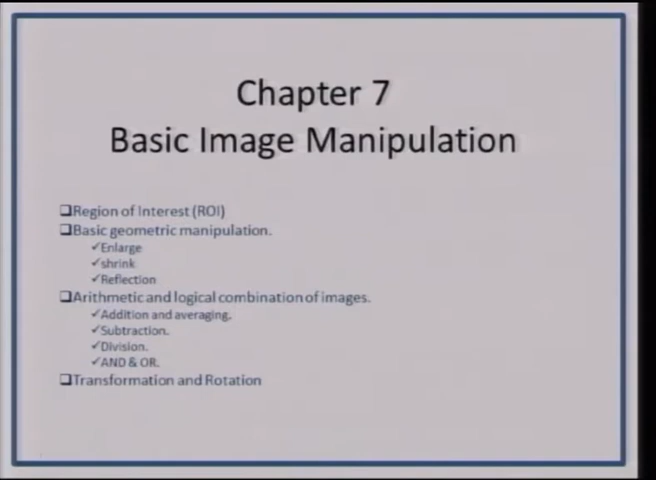 Chapter 7
Basic Image Manipulation
❑Region of Interest (ROI)
❑Basic geometric manipulation.
✓Enlarge
✓shrink
✓Reflection
❑Arithmetic and logical combination of images.
✓Addition and averaging.
✓Subtraction.
✓Division.
✓AND & OR.
❑Transformation and Rotation